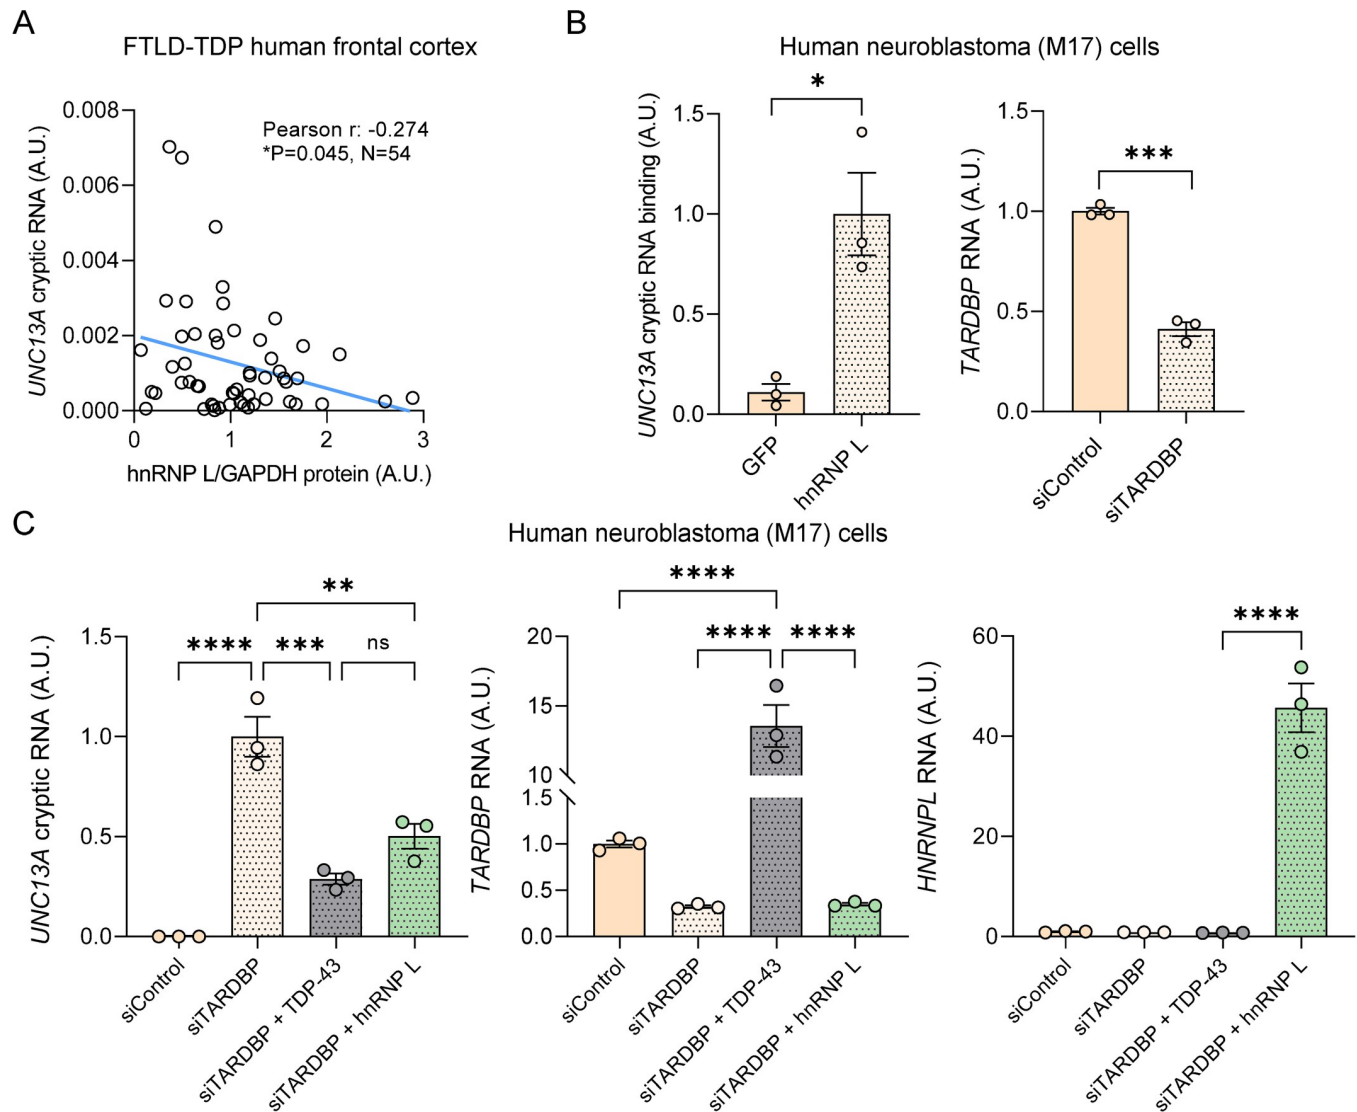 A
FTLD-TDP human frontal cortex
UNC13A cryptic RNA (A.U.)
0.008
0.006
0.004
0.002
0.000
Pearson r: -0.274
*P=0.045, N=54
0 1 2 3
hnRNP L/GAPDH protein (A.U.)
B
Human neuroblastoma (M17) cells
UNC13A cryptic RNA binding (A.U.)
1.5
1.0
0.5
0.0
*
GFP
hnRNP L
TARDBP RNA (A.U.)
1.5
1.0
0.5
0.0
***
siControl
siTARDBP
C
Human neuroblastoma (M17) cells
UNC13A cryptic RNA (A.U.)
1.5
1.0
0.5
0.0
**
**** *** ns
siControl
siTARDBP
siTARDBP + TDP-43
siTARDBP + hnRNP L
TARDBP RNA (A.U.)
20
15
10
1.5
1.0
0.5
0.0
****
**** ****
siControl
siTARDBP
siTARDBP + TDP-43
siTARDBP + hnRNP L
HNRNPL RNA (A.U.)
60
40
20
0
****
siControl
siTARDBP
siTARDBP + TDP-43
siTARDBP + hnRNP L